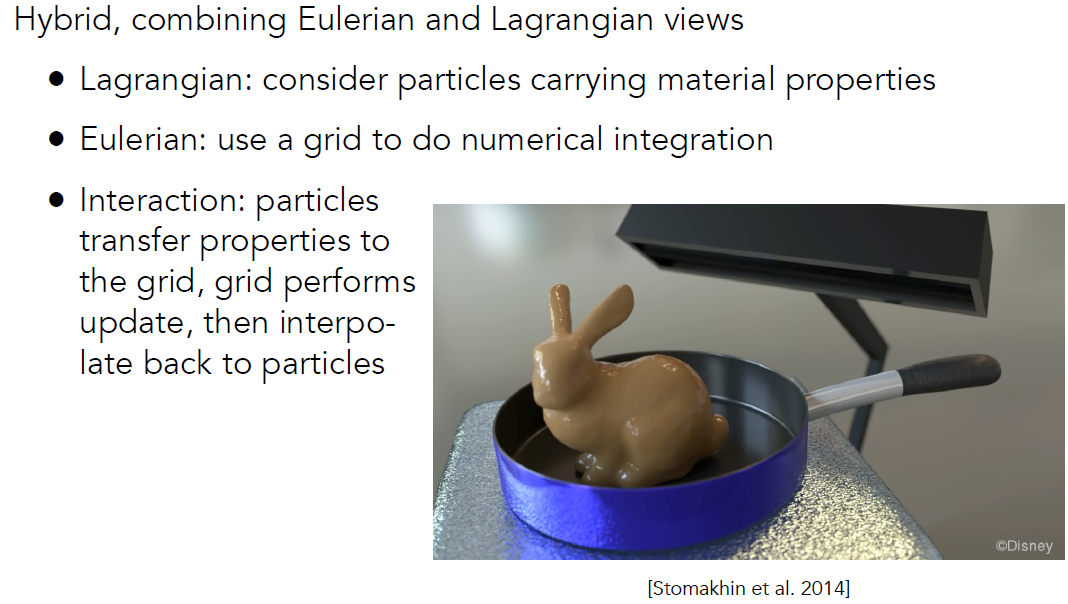 Hybrid, combining Eulerian and Lagrangian views
● Lagrangian: consider particles carrying material properties
● Eulerian: use a grid to do numerical integration
● Interaction: particles
transfer properties to
the grid, grid performs
update, then interpo-
late back to particles
©Disney
[Stomakhin et al. 2014]